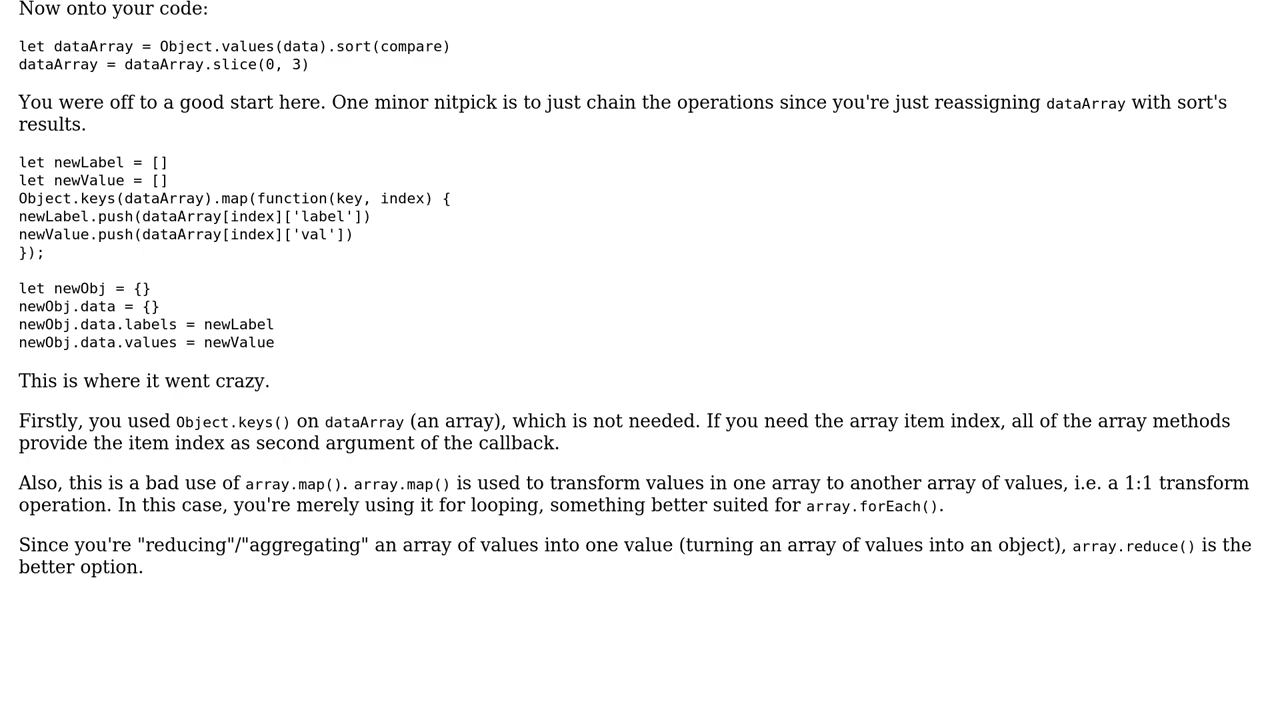 Now onto your code:
let dataArray = Object.values(data).sort(compare)
dataArray = dataArray.slice(0, 3)
You were off to a good start here. One minor nitpick is to just chain the operations since you're just reassigning dataArray with sort's
results.
let newLabel = []
let newValue = []
Object.keys(dataArray).map(function(key, index) {
newLabel.push(dataArray[index]['label'])
newValue.push(dataArray[index]['val'])
});
let newObj = {}
newObj.data = {}
newObj.data.labels = newLabel
newObj.data.values = newValue
This is where it went crazy.
Firstly, you used Object.keys() on dataArray (an array), which is not needed. If you need the array item index, all of the array methods
provide the item index as second argument of the callback.
Also, this is a bad use of array.map(). array.map() is used to transform values in one array to another array of values, i.e. a 1:1 transform
operation. In this case, you're merely using it for looping, something better suited for array.forEach().
Since you're "reducing"/"aggregating" an array of values into one value (turning an array of values into an object), array.reduce() is the
better option.